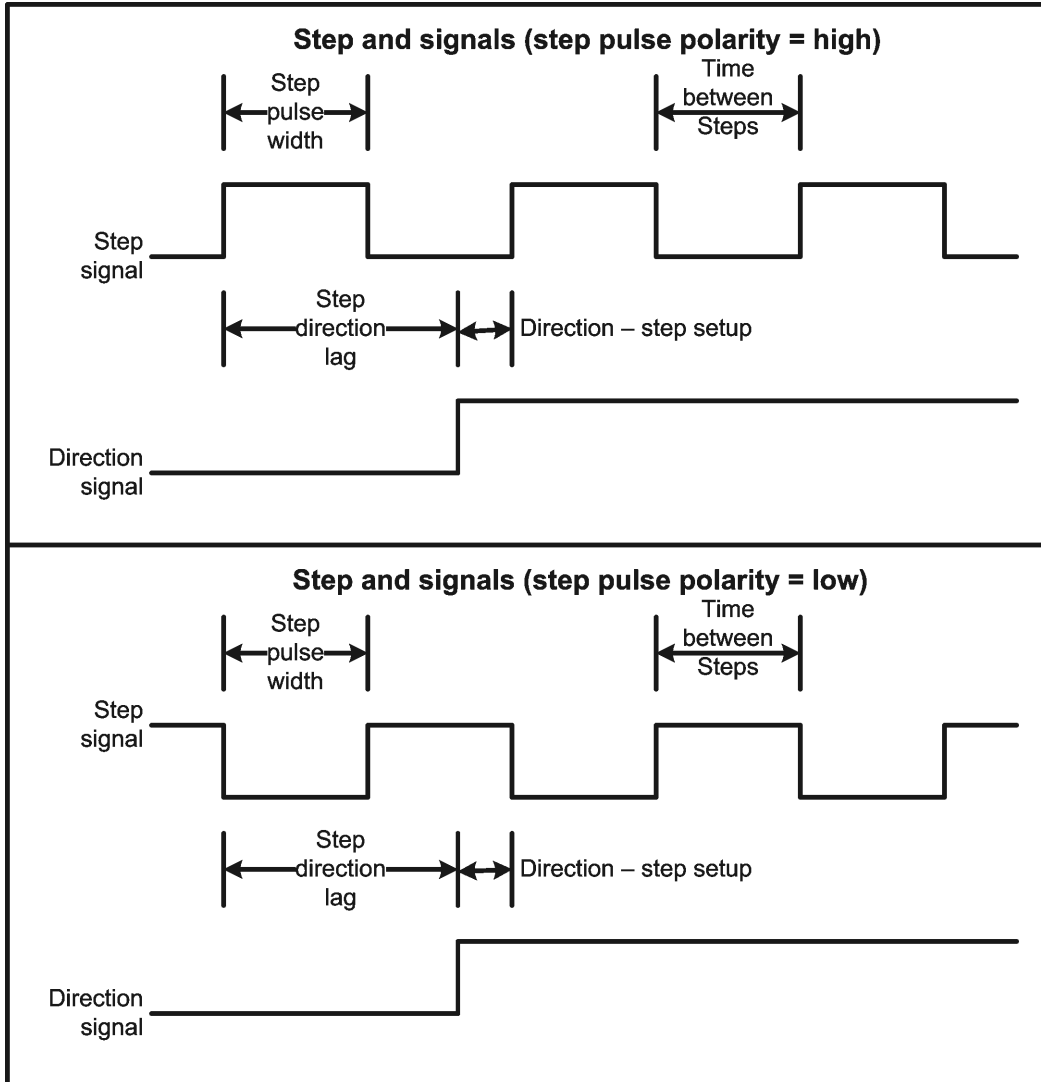 Step and signals (step pulse polarity = high)
Step
pulse
width
Time
between
Steps
Step
signal
Step
direction
lag
Direction – step setup
Direction
signal
Step and signals (step pulse polarity = low)
Step
pulse
width
Time
between
Steps
Step
signal
Step
direction
lag
Direction – step setup
Direction
signal